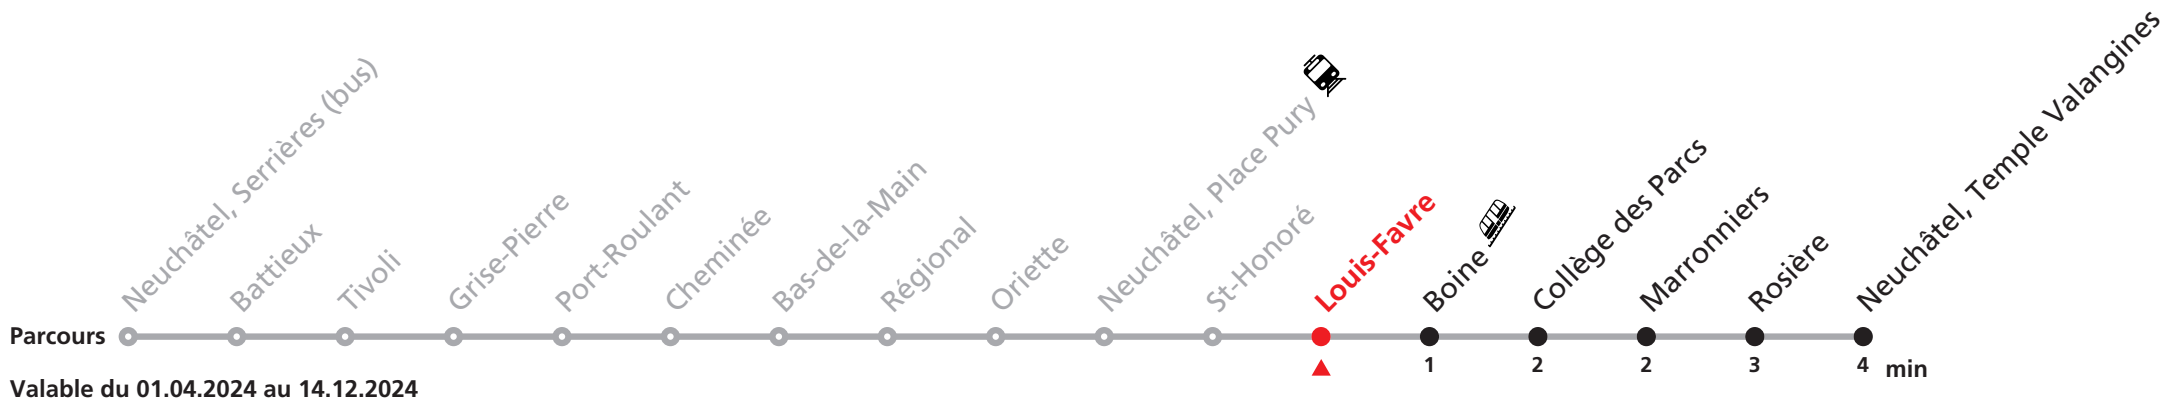 Neuchâtel, Serrières (bus)
Battieux
Tivoli
Grise-Pierre
Port-Roulant
Cheminée
Bas-de-la-Main
Régional
Oriette
Neuchâtel, Place Pury
St-Honoré
Louis-Favre
Boine
Collège des Parcs
Marronniers
Rosière
Neuchâtel, Temple Valangines
Parcours
1 2 2 3 4 min
Valable du 01.04.2024 au 14.12.2024